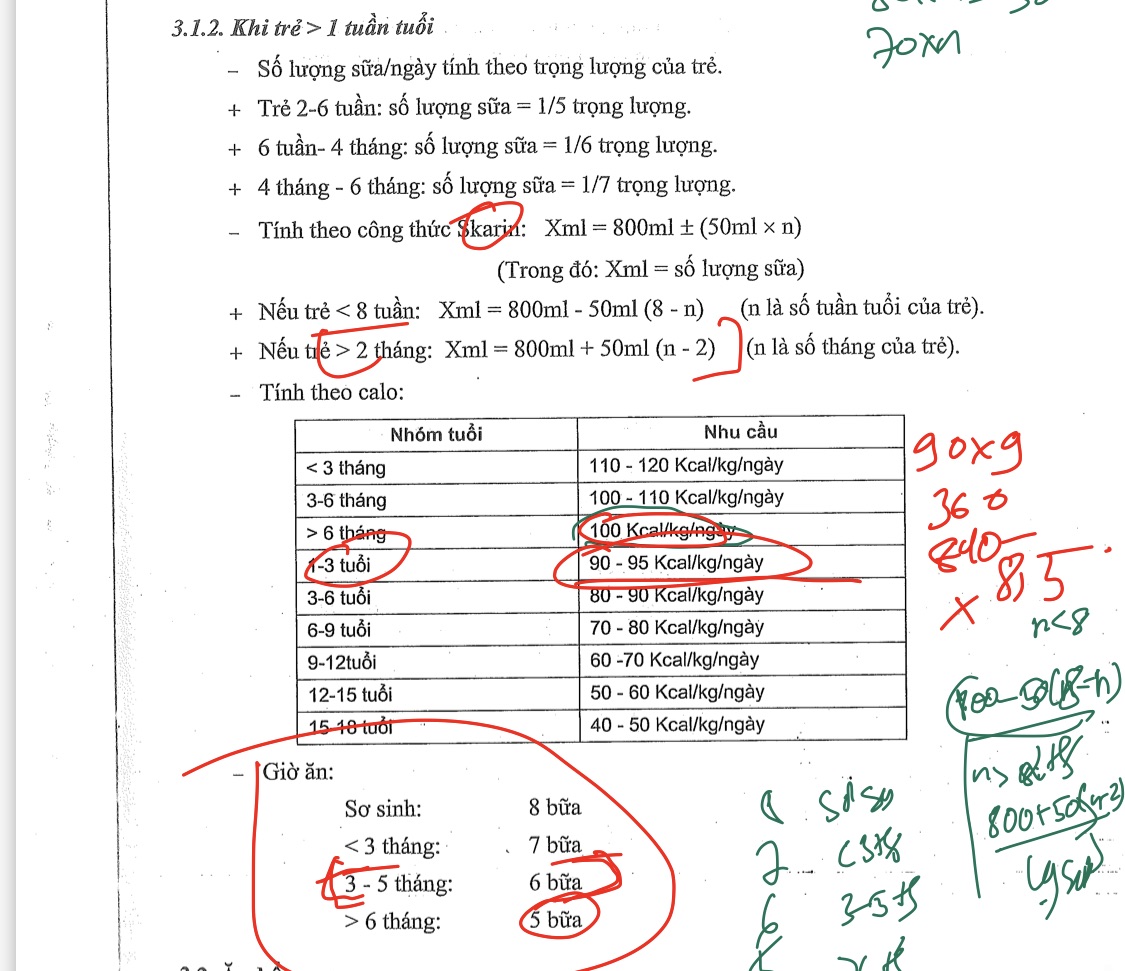 70xn
3.1.2. Khi trẻ > 1 tuần tuổi
– Số lượng sữa/ngày tính theo trọng lượng của trẻ.
+ Trẻ 2-6 tuần: số lượng sữa = 1/5 trọng lượng.
+ 6 tuần- 4 tháng: số lượng sữa = 1/6 trọng lượng.
+ 4 tháng - 6 tháng: số lượng sữa = 1/7 trọng lượng.
– Tính theo công thức Skarin: Xml = 800ml ± (50ml × n)
(Trong đó: Xml = số lượng sữa)
+ Nếu trẻ < 8 tuần: Xml = 800ml - 50ml (8 - n) (n là số tuần tuổi của trẻ).
+ Nếu trẻ > 2 tháng: Xml = 800ml + 50ml (n - 2) (n là số tháng của trẻ).
– Tính theo calo:
Nhóm tuổi Nhu cầu
< 3 tháng 110 - 120 Kcal/kg/ngày
3-6 tháng 100 - 110 Kcal/kg/ngày
> 6 tháng 100 Kcal/kg/ngày
1-3 tuổi 90 - 95 Kcal/kg/ngày
3-6 tuổi 80 - 90 Kcal/kg/ngày
6-9 tuổi 70 - 80 Kcal/kg/ngày
9-12tuổi 60 -70 Kcal/kg/ngày
12-15 tuổi 50 - 60 Kcal/kg/ngày
15-18 tuổi 40 - 50 Kcal/kg/ngày
90x9
360
840
x 8,5
n<8
800-50(8-n)
n>
800+50(n-2)
– Giờ ăn:
Sơ sinh: 8 bữa
< 3 tháng: 7 bữa
3 - 5 tháng: 6 bữa
> 6 tháng: 5 bữa
8
7 <3th
6 3-5th